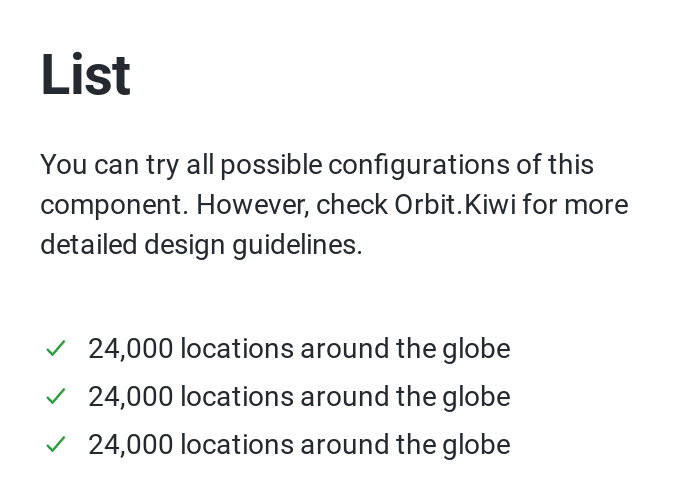 List
You can try all possible configurations of this
component. However, check Orbit.Kiwi for more
detailed design guidelines.
24,000 locations around the globe
24,000 locations around the globe
24,000 locations around the globe